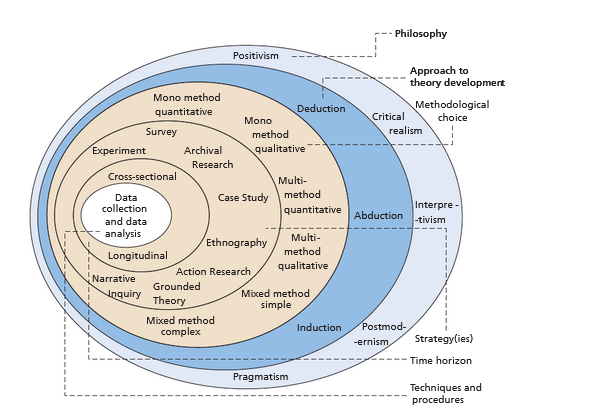 Philosophy
Positivism
Approach to
theory development
Mono method
quantitative
Deduction
Methodological
choice
Critical
realism
Mono
method
qualitative
Survey
Experiment
Archival
Research
Cross-sectional
Multi-
method
quantitative
Data
collection
and data
analysis
Case Study
Abduction
Interpre -
-tivism
Ethnography
Multi-
method
qualitative
Longitudinal
Action Research
Narrative
Inquiry
Grounded
Theory
Mixed method
simple
Mixed method
complex
Induction
Postmod-
-ernism
Strategy(ies)
Time horizon
Pragmatism
Techniques and
procedures